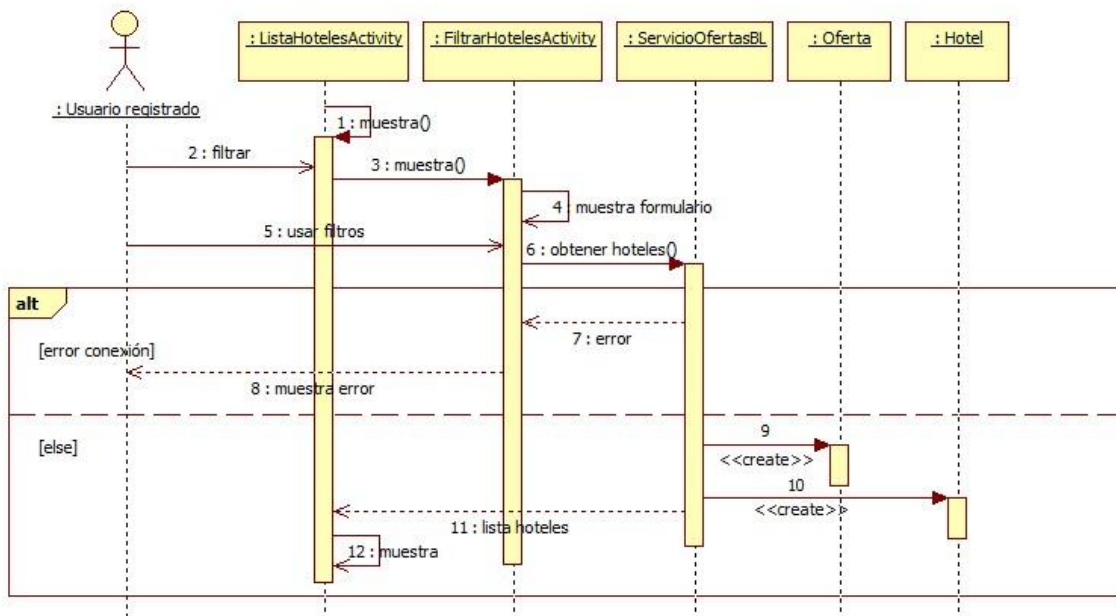 : ListaHotelesActivity
: FiltrarHotelesActivity
: ServicioOfertasBL
: Oferta
: Hotel
: Usuario registrado
1 : muestra()
2 : filtrar
3 : muestra()
4 : muestra formulario
5 : usar filtros
6 : obtener hoteles()
alt
7 : error
[error conexión]
8 : muestra error
[else]
9
<<create>>
10
<<create>>
11 : lista hoteles
12 : muestra